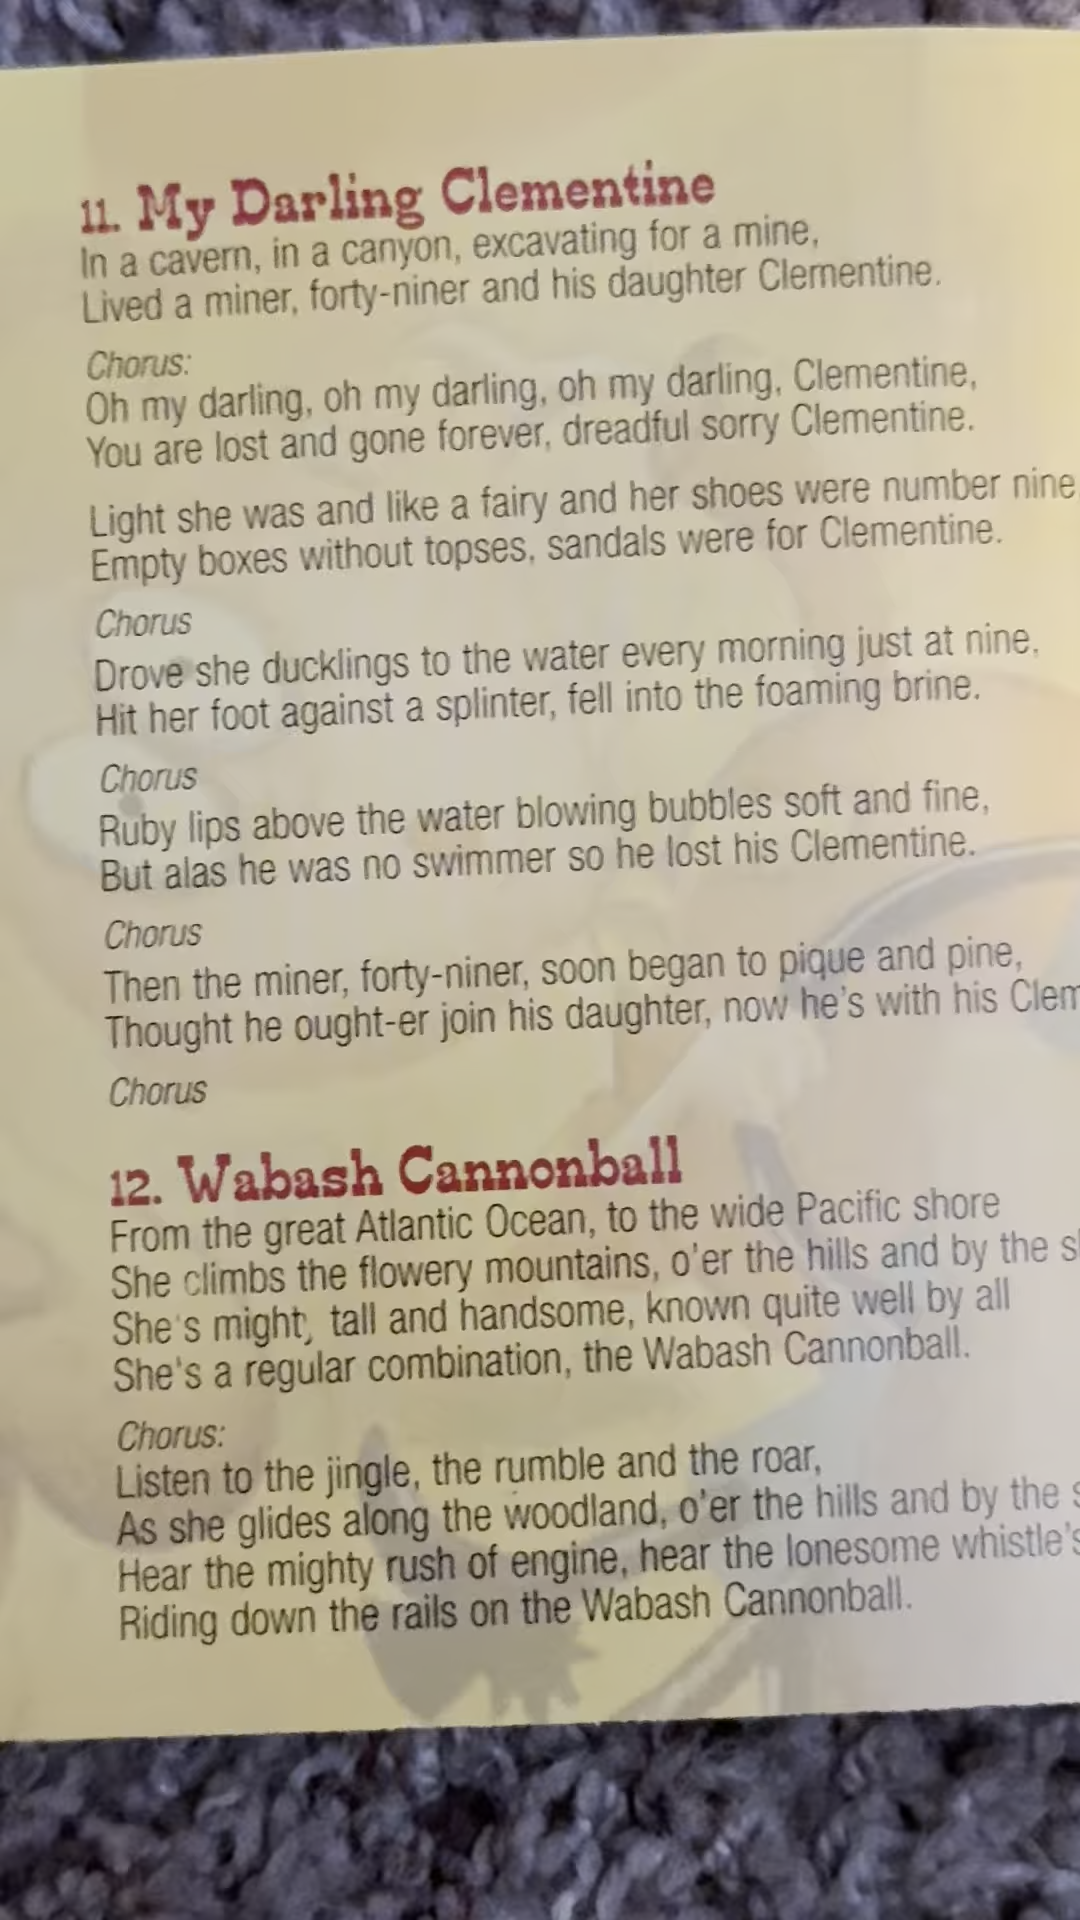 11. My Darling Clementine
In a cavern, in a canyon, excavating for a mine,
Lived a miner, forty-niner and his daughter Clementine.
Chorus:
Oh my darling, oh my darling, oh my darling, Clementine,
You are lost and gone forever, dreadful sorry Clementine.
Light she was and like a fairy and her shoes were number nine
Empty boxes without topses, sandals were for Clementine.
Chorus
Drove she ducklings to the water every morning just at nine,
Hit her foot against a splinter, fell into the foaming brine.
Chorus
Ruby lips above the water blowing bubbles soft and fine,
But alas he was no swimmer so he lost his Clementine.
Chorus
Then the miner, forty-niner, soon began to pique and pine,
Thought he ought-er join his daughter, now he's with his Clem
Chorus
12. Wabash Cannonball
From the great Atlantic Ocean, to the wide Pacific shore
She climbs the flowery mountains, o'er the hills and by the
She's might, tall and handsome, known quite well by all
She's a regular combination, the Wabash Cannonball.
Chorus:
Listen to the jingle, the rumble and the roar,
As she glides along the woodland, o'er the hills and by the
Hear the mighty rush of engine, hear the lonesome whistle's
Riding down the rails on the Wabash Cannonball.